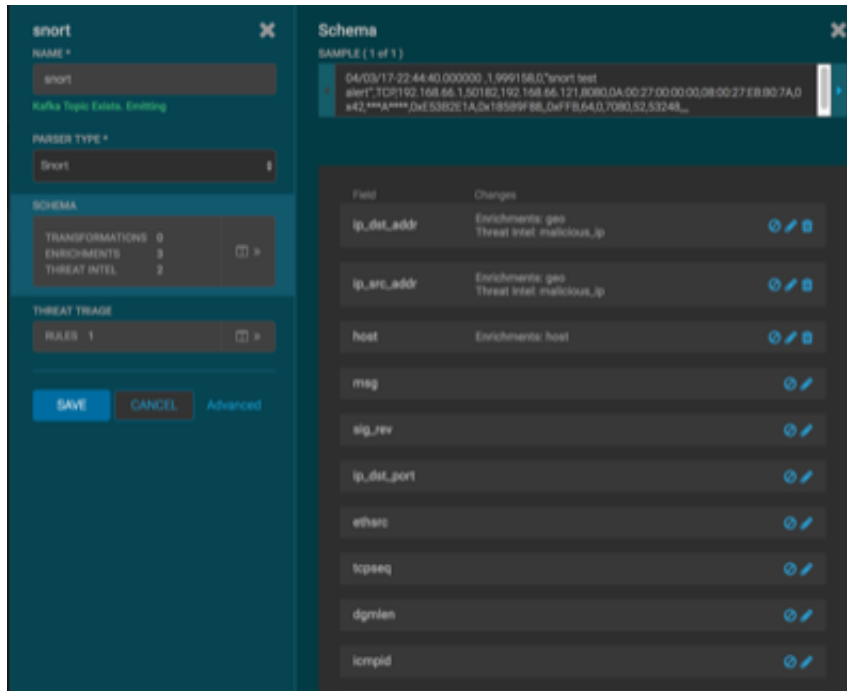 snort
NAME *
snort
Kafka Topic Exists. Emitting
PARSER TYPE *
Snort
SCHEMA
TRANSFORMATIONS 0
ENRICHMENTS 3
THREAT INTEL 2
THREAT TRIAGE
RULES 1
SAVE
CANCEL
Advanced
Schema
SAMPLE ( 1 of 1 )
04/03/17-22:44:40.000000 ,1,999158,0,"snort test
alert",TCP,192.168.66.1,50182,192.168.66.121,8080,0A:00:27:00:00:00,08:00:27:E8:B0:7A,0
x42,***A****,0xE53B2E1A,0x18589FBB,,0xFFB,64,0,7080,52,53248,,,,
Field
Changes
ip_dst_addr
Enrichments: geo
Threat Intel: malicious_ip
ip_src_addr
Enrichments: geo
Threat Intel: malicious_ip
host
Enrichments: host
msg
sig_rev
ip_dst_port
ethsrc
tcpseq
dgmlen
icmpid